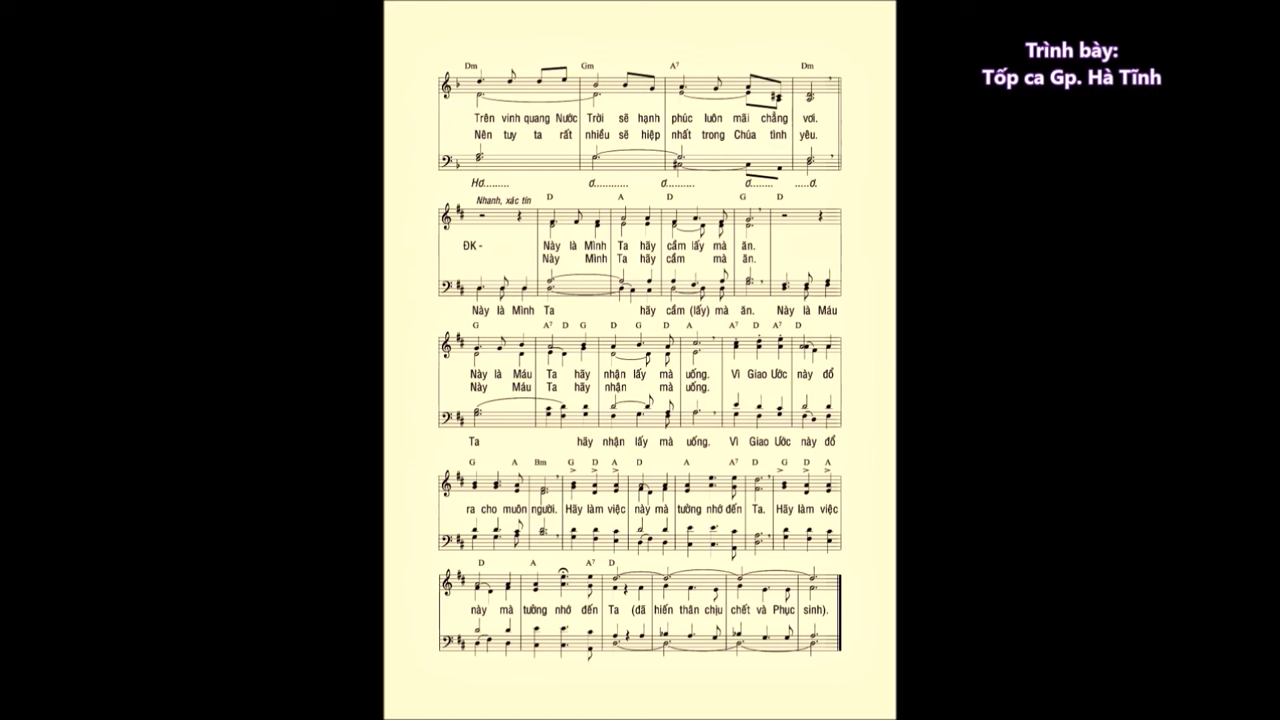 Trình bày:
Tốp ca Gp. Hà Tĩnh
Dm Gm A7 Dm
Trên vinh quang Nước Trời sẽ hạnh phúc luôn mãi chẳng vơi.
Nên tuy ta rất nhiều sẽ hiệp nhất trong Chúa tình yêu.
Hơ......... ơ............ ơ.......... ơ........ .....ơ.
Nhanh, xác tín D A D G D
ĐK - Này là Mình Ta hãy cầm lấy mà ăn.
Này Mình Ta hãy cầm mà ăn.
Này là Mình Ta hãy cầm (lấy) mà ăn. Này là Máu
G A7 D G D G D A A7 D A7 D
Này là Máu Ta hãy nhận lấy mà uống. Vì Giao Ước này đổ
Này Máu Ta hãy nhận mà uống.
Ta hãy nhận lấy mà uống. Vì Giao Ước này đổ
G A Bm G D A D A A7 D G D A
ra cho muôn người. Hãy làm việc này mà tưởng nhớ đến Ta. Hãy làm việc
D A A7 D
này mà tưởng nhớ đến Ta (đã hiến thân chịu chết và Phục sinh).